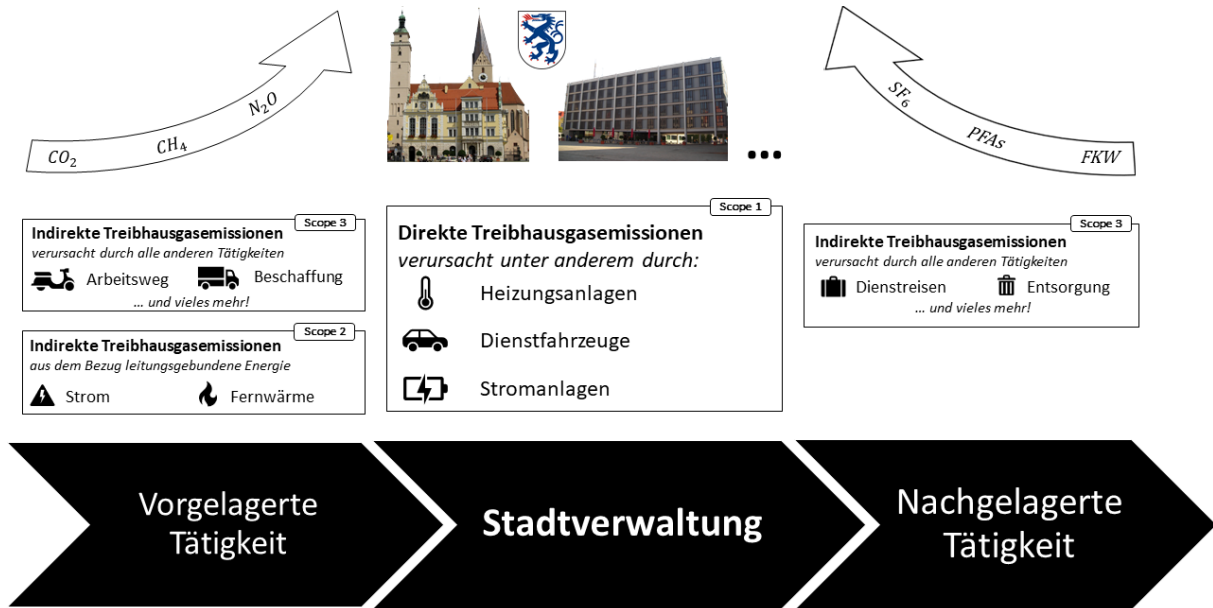 CO₂
CH₄
N₂O
SF₆
PFAs
FKW
...
Scope 3
Indirekte Treibhausgasemissionen
verursacht durch alle anderen Tätigkeiten
Arbeitsweg Beschaffung
... und vieles mehr!
Scope 2
Indirekte Treibhausgasemissionen
aus dem Bezug leitungsgebundene Energie
Strom Fernwärme
Scope 1
Direkte Treibhausgasemissionen
verursacht unter anderem durch:
Heizungsanlagen
Dienstfahrzeuge
Stromanlagen
Scope 3
Indirekte Treibhausgasemissionen
verursacht durch alle anderen Tätigkeiten
Dienstreisen Entsorgung
... und vieles mehr!
Vorgelagerte
Tätigkeit
Stadtverwaltung
Nachgelagerte
Tätigkeit